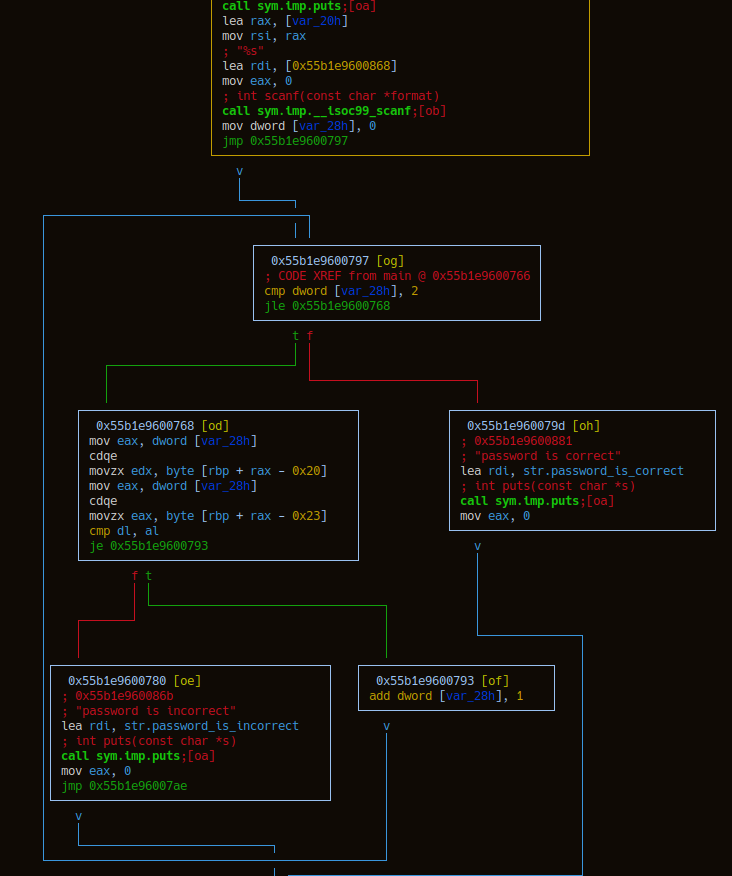 call sym.imp.puts;[oa]
lea rax, [var_20h]
mov rsi, rax
; "%s"
lea rdi, [0x55b1e9600868]
mov eax, 0
; int scanf(const char *format)
call sym.imp.__isoc99_scanf;[ob]
mov dword [var_28h], 0
jmp 0x55b1e9600797
v
0x55b1e9600797 [og]
; CODE XREF from main @ 0x55b1e9600766
cmp dword [var_28h], 2
jle 0x55b1e9600768
t f
0x55b1e9600768 [od]
mov eax, dword [var_28h]
cdqe
movzx edx, byte [rbp + rax - 0x20]
mov eax, dword [var_28h]
cdqe
movzx eax, byte [rbp + rax - 0x23]
cmp dl, al
je 0x55b1e9600793
f t
0x55b1e960079d [oh]
; 0x55b1e9600881
; "password is correct"
lea rdi, str.password_is_correct
; int puts(const char *s)
call sym.imp.puts;[oa]
mov eax, 0
v
0x55b1e9600780 [oe]
; 0x55b1e960086b
; "password is incorrect"
lea rdi, str.password_is_incorrect
; int puts(const char *s)
call sym.imp.puts;[oa]
mov eax, 0
jmp 0x55b1e96007ae
v
0x55b1e9600793 [of]
add dword [var_28h], 1
v